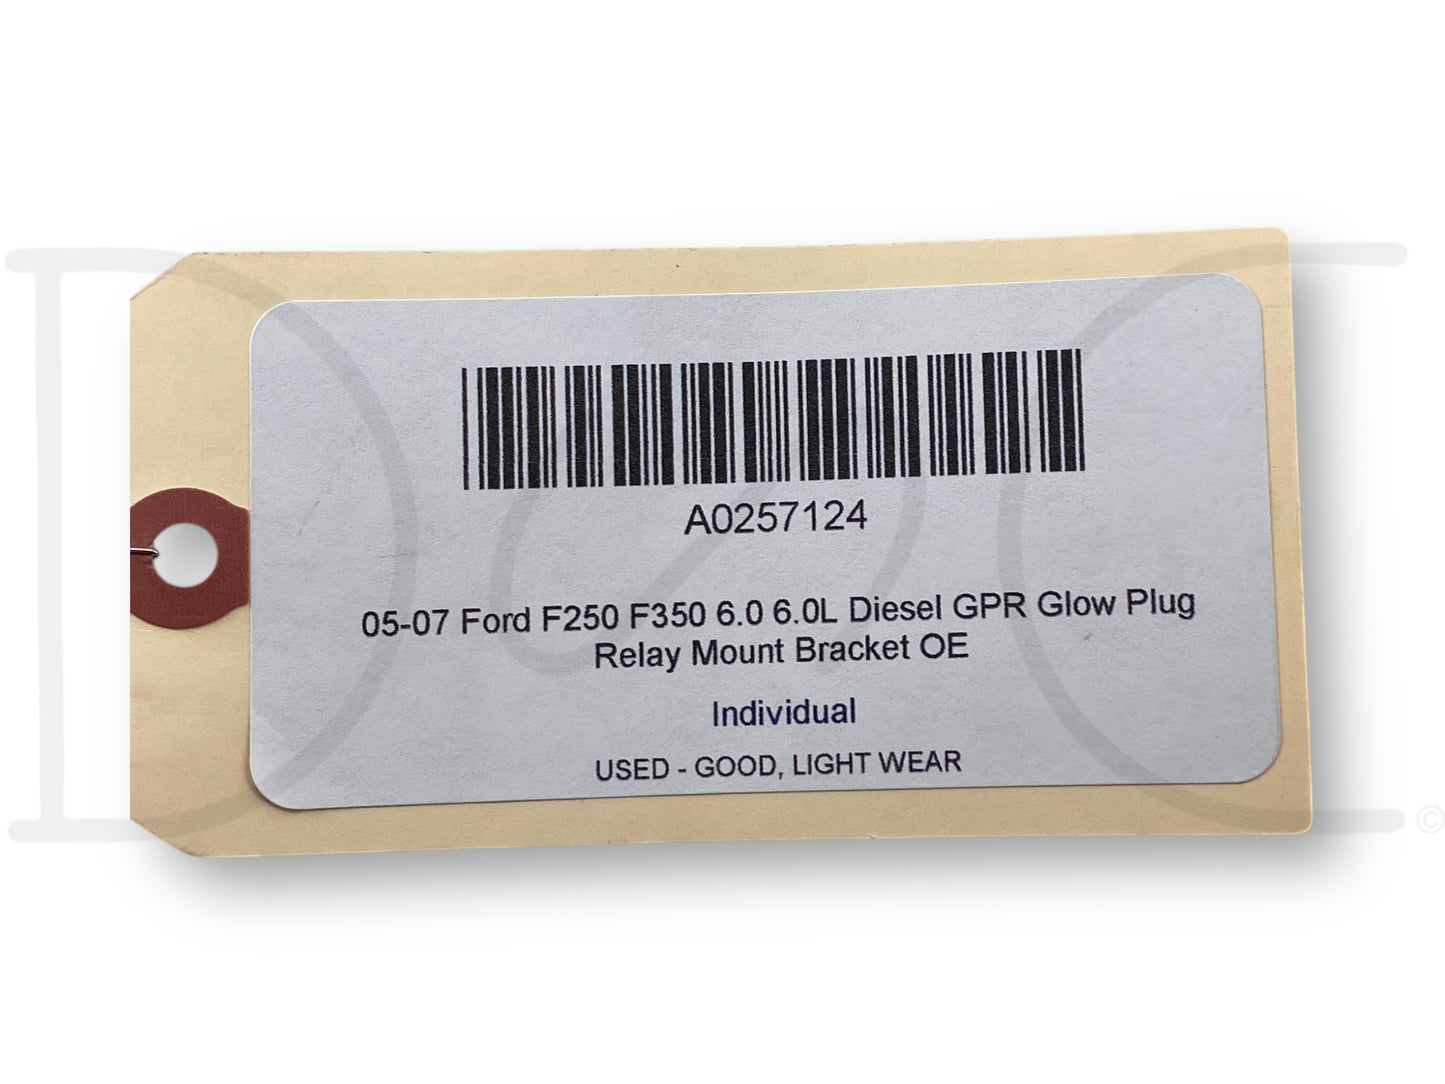 A0257124
05-07 Ford F250 F350 6.0 6.0L Diesel GPR Glow Plug
Relay Mount Bracket OE
Individual
USED - GOOD, LIGHT WEAR
©